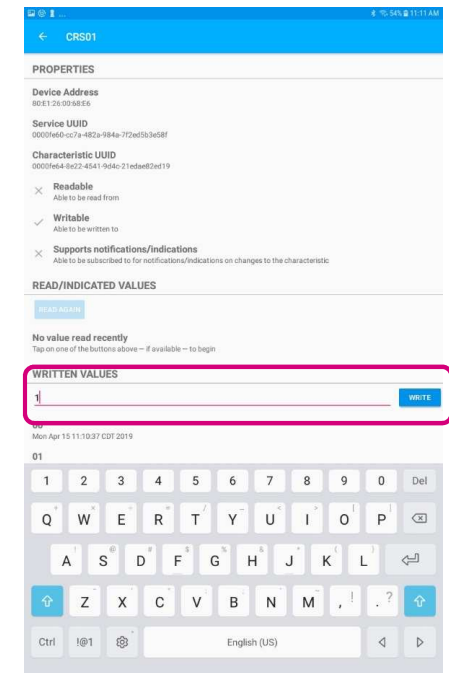 54% 11:11 AM
CRS01
PROPERTIES
Device Address
80:E1:26:00:68:E6
Service UUID
0000fe60-cc7a-482a-984a-7f2ed5b3e58f
Characteristic UUID
0000fe64-8e22-4541-9d4c-21edae82ed19
Readable
Able to be read from
Writable
Able to be written to
Supports notifications/indications
Able to be subscribed to for notifications/indications on changes to the characteristic
READ/INDICATED VALUES
READ AGAIN
No value read recently
Tap on one of the buttons above — if available — to begin
WRITTEN VALUES
1 WRITE
Mon Apr 15 11:10:37 CDT 2019
01
1 2 3 4 5 6 7 8 9 0 Del
Q W E R T Y U I O P
A S D F G H J K L
Z X C V B N M , ! . ?
Ctrl !@1 English (US)